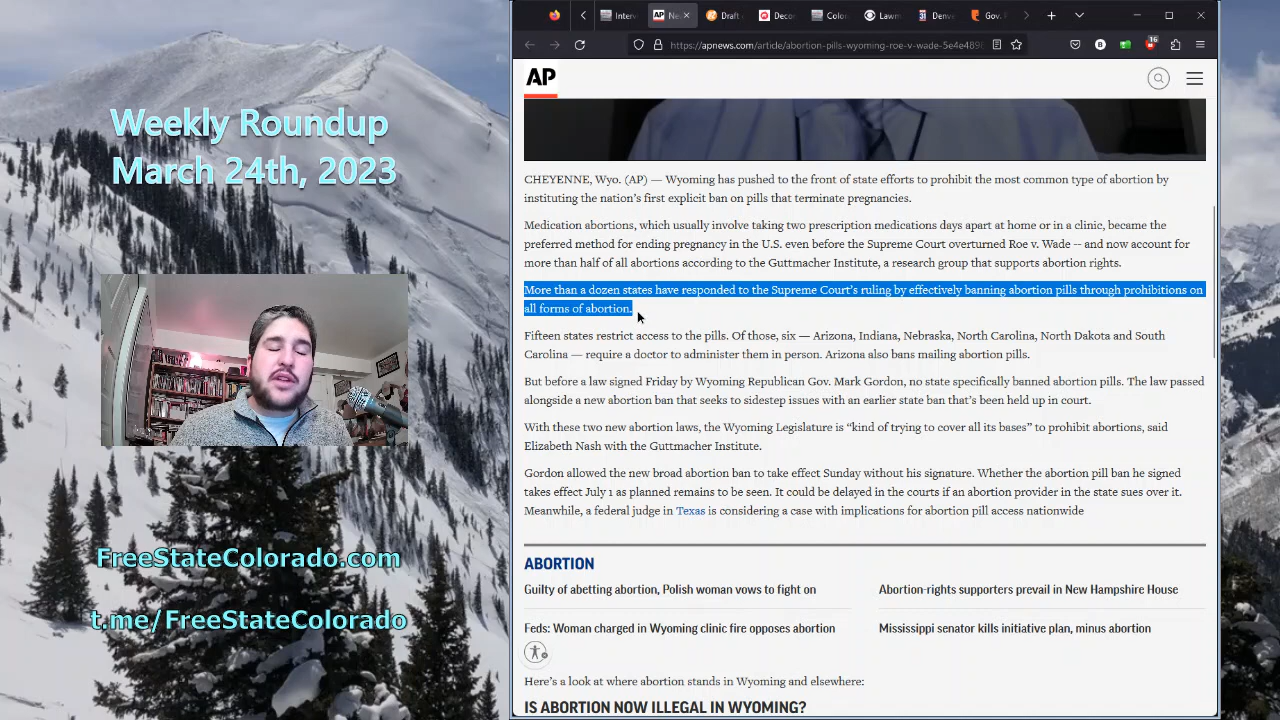 Weekly Roundup
March 24th, 2023
FreeStateColorado.com
t.me/FreeStateColorado
Interv
AP
Ne
Draft
Decor
Color
Lawm
Denve
Gov. P
https://apnews.com/article/abortion-pills-wyoming-roe-v-wade-5e4e489
B
16
AP
CHEYENNE, Wyo. (AP) — Wyoming has pushed to the front of state efforts to prohibit the most common type of abortion by
instituting the nation's first explicit ban on pills that terminate pregnancies.
Medication abortions, which usually involve taking two prescription medications days apart at home or in a clinic, became the
preferred method for ending pregnancy in the U.S. even before the Supreme Court overturned Roe v. Wade -- and now account for
more than half of all abortions according to the Guttmacher Institute, a research group that supports abortion rights.
More than a dozen states have responded to the Supreme Court's ruling by effectively banning abortion pills through prohibitions on
all forms of abortion.
Fifteen states restrict access to the pills. Of those, six — Arizona, Indiana, Nebraska, North Carolina, North Dakota and South
Carolina — require a doctor to administer them in person. Arizona also bans mailing abortion pills.
But before a law signed Friday by Wyoming Republican Gov. Mark Gordon, no state specifically banned abortion pills. The law passed
alongside a new abortion ban that seeks to sidestep issues with an earlier state ban that's been held up in court.
With these two new abortion laws, the Wyoming Legislature is “kind of trying to cover all its bases” to prohibit abortions, said
Elizabeth Nash with the Guttmacher Institute.
Gordon allowed the new broad abortion ban to take effect Sunday without his signature. Whether the abortion pill ban he signed
takes effect July 1 as planned remains to be seen. It could be delayed in the courts if an abortion provider in the state sues over it.
Meanwhile, a federal judge in Texas is considering a case with implications for abortion pill access nationwide
ABORTION
Guilty of abetting abortion, Polish woman vows to fight on
Abortion-rights supporters prevail in New Hampshire House
Feds: Woman charged in Wyoming clinic fire opposes abortion
Mississippi senator kills initiative plan, minus abortion
Here's a look at where abortion stands in Wyoming and elsewhere:
IS ABORTION NOW ILLEGAL IN WYOMING?